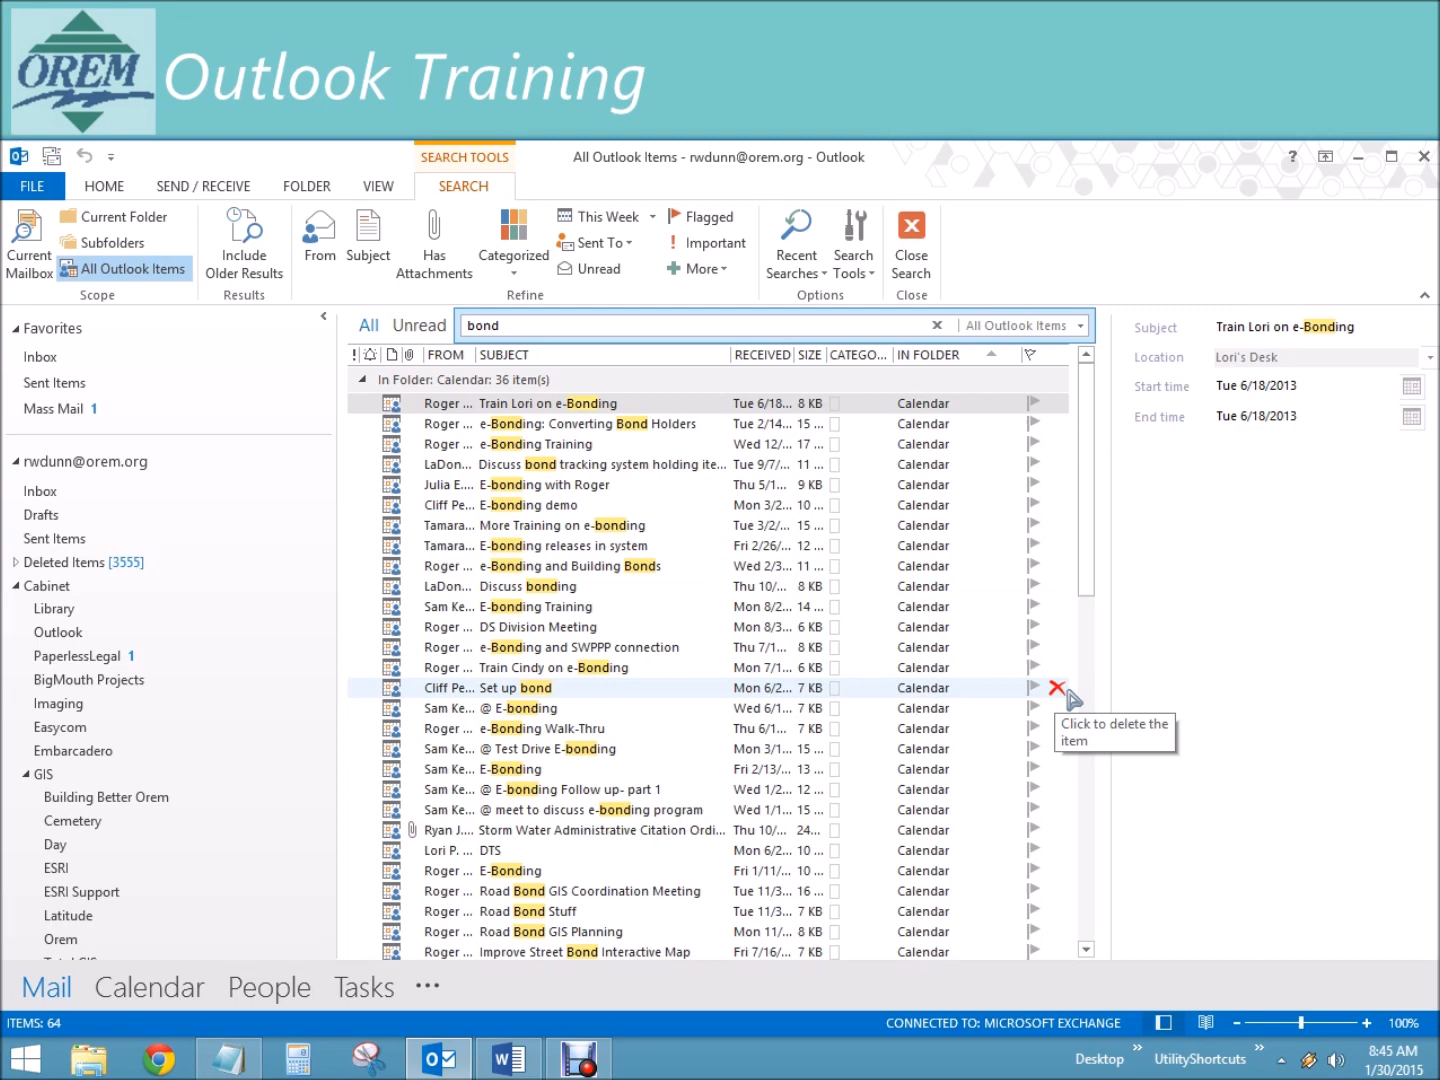 OREM
Outlook Training
SEARCH TOOLS
All Outlook Items - rwdunn@orem.org - Outlook
?
FILE HOME SEND / RECEIVE FOLDER VIEW SEARCH
Current Mailbox
Current Folder
Subfolders
All Outlook Items
Scope
Include Older Results
Results
From
Subject
Has Attachments
Categorized
This Week
Sent To
Unread
Flagged
! Important
More
Refine
Recent Searches
Search Tools
Options
Close Search
Close
Favorites
Inbox
Sent Items
Mass Mail 1
rwdunn@orem.org
Inbox
Drafts
Sent Items
Deleted Items [3555]
Cabinet
Library
Outlook
PaperlessLegal 1
BigMouth Projects
Imaging
Easycom
Embarcadero
GIS
Building Better Orem
Cemetery
Day
ESRI
ESRI Support
Latitude
Orem
All Unread bond All Outlook Items
! FROM SUBJECT RECEIVED SIZE CATEGO... IN FOLDER
In Folder: Calendar: 36 item(s)
Roger ... Train Lori on e-Bonding Tue 6/18... 8 KB Calendar
Roger ... e-Bonding: Converting Bond Holders Tue 2/14... 15 ... Calendar
Roger ... e-Bonding Training Wed 12/... 17 ... Calendar
LaDon... Discuss bond tracking system holding ite... Tue 9/7/... 11 ... Calendar
Julia E.... E-bonding with Roger Thu 5/1... 9 KB Calendar
Cliff Pe... E-bonding demo Mon 3/2... 10 ... Calendar
Tamara... More Training on e-bonding Tue 3/2/... 15 ... Calendar
Tamara... E-bonding releases in system Fri 2/26/... 12 ... Calendar
Roger ... e-Bonding and Building Bonds Wed 2/3... 11 ... Calendar
LaDon... Discuss bonding Thu 10/... 8 KB Calendar
Sam Ke... E-bonding Training Mon 8/2... 14 ... Calendar
Roger ... DS Division Meeting Mon 8/3... 6 KB Calendar
Roger ... e-Bonding and SWPPP connection Thu 7/1... 8 KB Calendar
Roger ... Train Cindy on e-Bonding Mon 7/1... 6 KB Calendar
Cliff Pe... Set up bond Mon 6/2... 7 KB Calendar
Sam Ke... @ E-bonding Wed 6/1... 7 KB Calendar
Roger ... e-Bonding Walk-Thru Thu 6/1... 7 KB Calendar
Sam Ke... @ Test Drive E-bonding Mon 3/1... 15 ... Calendar
Sam Ke... E-Bonding Fri 2/13/... 13 ... Calendar
Sam Ke... @ E-bonding Follow up- part 1 Wed 1/2... 12 ... Calendar
Sam Ke... @ meet to discuss e-bonding program Wed 1/1... 15 ... Calendar
Ryan J.... Storm Water Administrative Citation Ordi... Thu 10/... 24... Calendar
Lori P. ... DTS Mon 6/2... 10 ... Calendar
Roger ... E-Bonding Fri 1/11/... 10 ... Calendar
Roger ... Road Bond GIS Coordination Meeting Tue 11/3... 16 ... Calendar
Roger ... Road Bond Stuff Tue 11/3... 7 KB Calendar
Roger ... Road Bond GIS Planning Mon 11/... 8 KB Calendar
Roger ... Improve Street Bond Interactive Map Fri 7/16/... 7 KB Calendar
Click to delete the
item
Subject Train Lori on e-Bonding
Location Lori's Desk
Start time Tue 6/18/2013
End time Tue 6/18/2013
Mail Calendar People Tasks ...
ITEMS: 64 CONNECTED TO: MICROSOFT EXCHANGE 100%
Desktop UtilityShortcuts 8:45 AM
1/30/2015